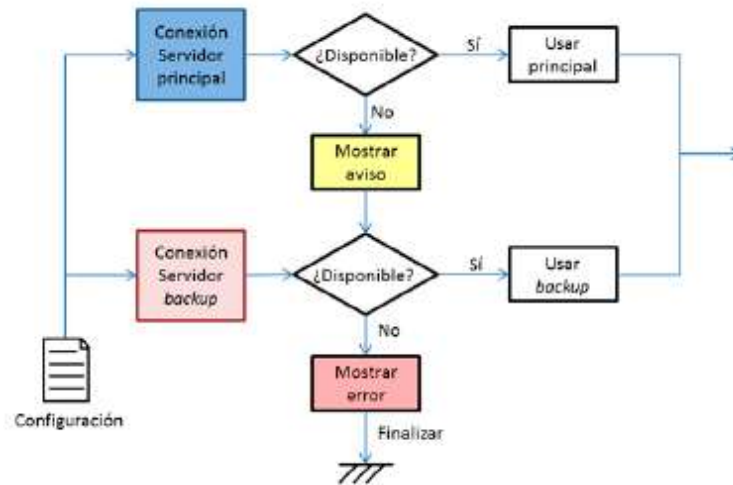 Conexión
Servidor
principal
¿Disponible?
Sí
Usar
principal
No
Mostrar
aviso
Conexión
Servidor
backup
¿Disponible?
Sí
Usar
backup
No
Mostrar
error
Configuración
Finalizar